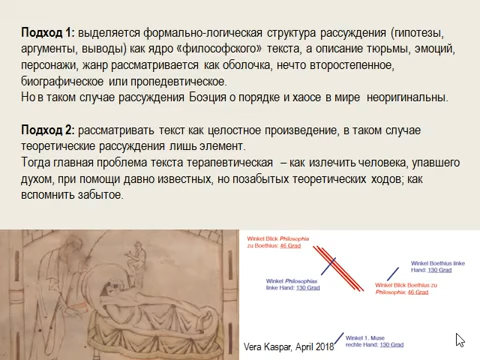 Подход 1: выделяется формально-логическая структура рассуждения (гипотезы,
аргументы, выводы) как ядро «философского» текста, а описание тюрьмы, эмоций,
персонажи, жанр рассматривается как оболочка, нечто второстепенное,
биографическое или пропедевтическое.
Но в таком случае рассуждения Боэция о порядке и хаосе в мире неоригинальны.
Подход 2: рассматривать текст как целостное произведение, в таком случае
теоретические рассуждения лишь элемент.
Тогда главная проблема текста терапевтическая – как излечить человека, упавшего
духом, при помощи давно известных, но позабытых теоретических ходов; как
вспомнить забытое.
Winkel Blick Philosophia
zu Boethius: 46 Grad
Winkel Boethius linke
Hand: 130 Grad
Winkel Philosophia
linke Hand: 130 Grad
Winkel Blick Boethius zu
Philosophia: 46 Grad
Winkel 1. Muse
rechte Hand: 130 Grad
Vera Kaspar, April 2018